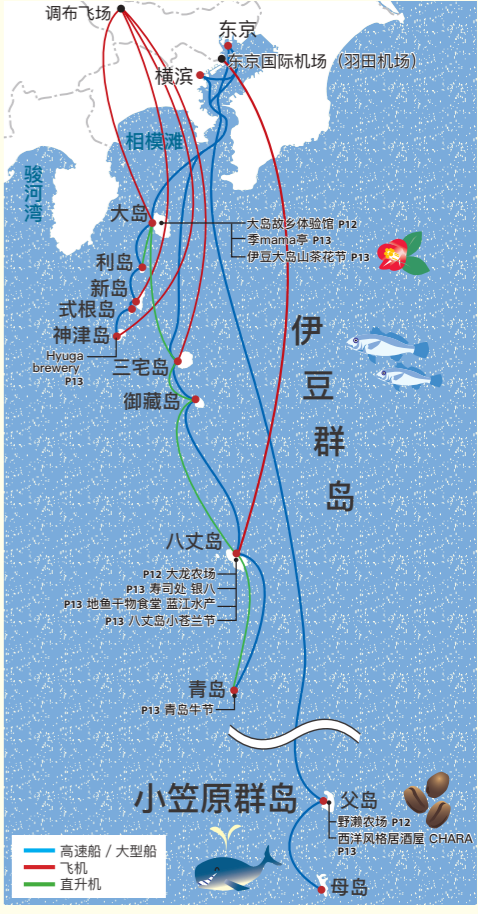 调布飞场
东京
东京国际机场（羽田机场）
横滨
相模滩
骏河湾
大岛
大岛故乡体验馆 P12
季mama亭 P13
伊豆大岛山茶花节 P13
利岛
新岛
式根岛
神津岛
Hyuga
brewery
P13
三宅岛
御藏岛
伊豆群岛
八丈岛
P12 大龙农场
P13 寿司处 银八
P13 地鱼干物食堂 蓝江水产
P13 八丈岛小苍兰节
青岛
P13 青岛牛节
小笠原群岛
父岛
野濑农场 P12
西洋风格居酒屋 CHARA
P13
母岛
高速船 / 大型船
飞机
直升机